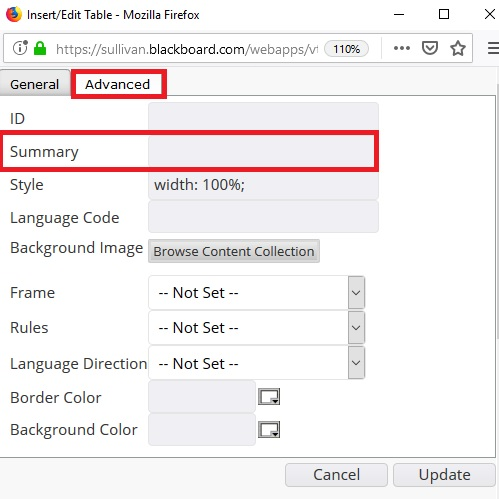 Insert/Edit Table - Mozilla Firefox
https://sullivan.blackboard.com/webapps/vt 110%
General Advanced
ID
Summary
Style width: 100%;
Language Code
Background Image Browse Content Collection
Frame -- Not Set --
Rules -- Not Set --
Language Direction -- Not Set --
Border Color
Background Color
Cancel Update